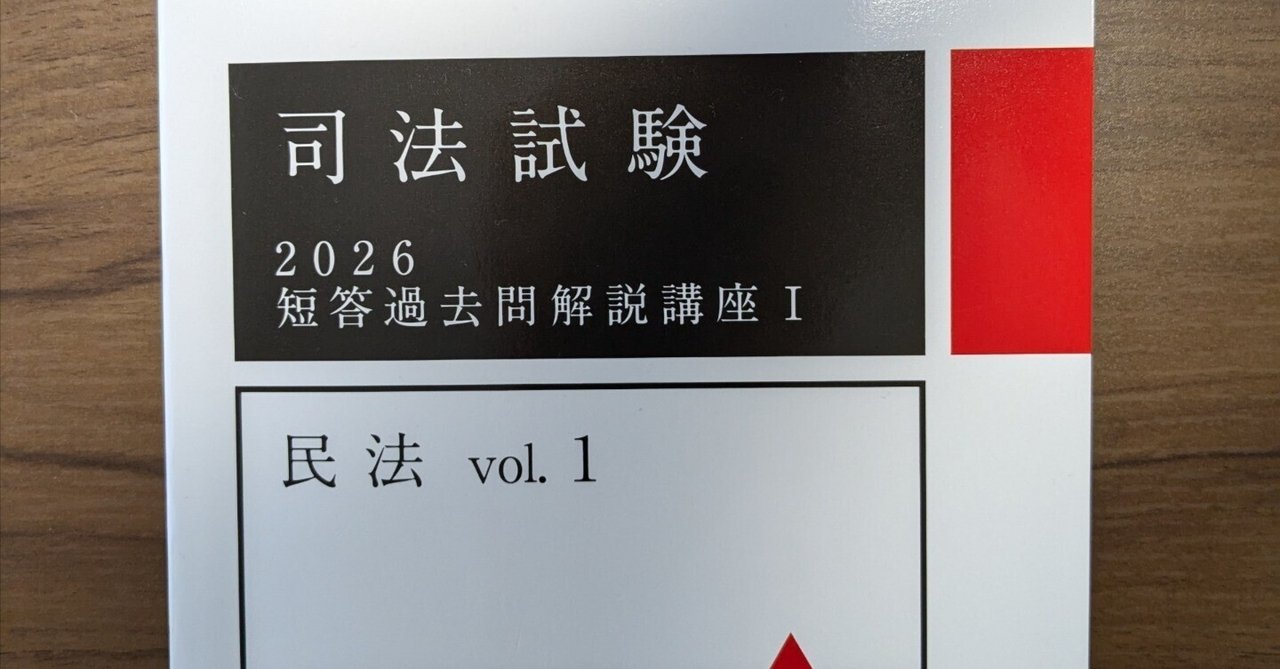 司法試験
2026
短答過去問解説講座Ⅰ
民法 vol.1